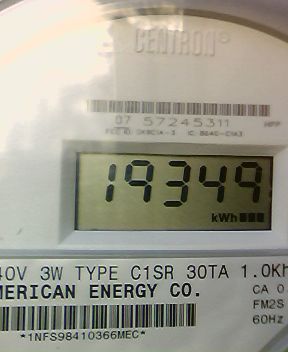 CENTRON®
07 57245311
19349
kWh
40V 3W TYPE C1SR 30TA 1.0Kh
MERICAN ENERGY CO.
CA 0.
FM2S
60Hz
*1NFS98410366MEC*